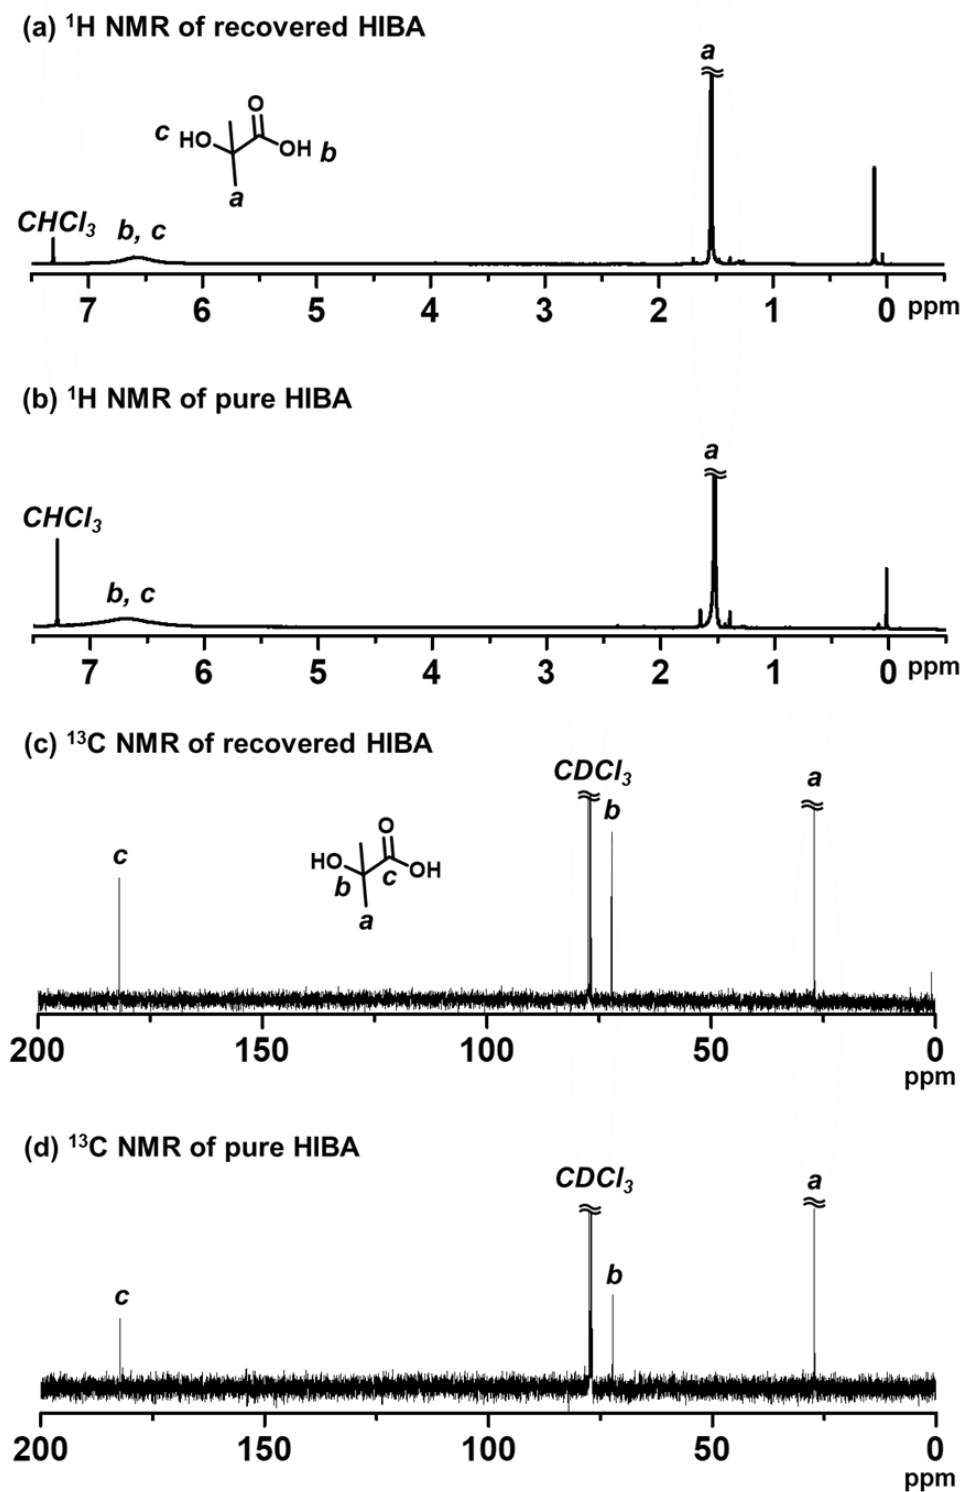 (a) ¹H NMR of recovered HIBA
a
O
c HO OH b
a
CHCl₃ b, c
7 6 5 4 3 2 1 0 ppm
(b) ¹H NMR of pure HIBA
a
CHCl₃
b, c
7 6 5 4 3 2 1 0 ppm
(c) ¹³C NMR of recovered HIBA
CDCl₃ a
b
O
c HO OH
b c
a
200 150 100 50 0
ppm
(d) ¹³C NMR of pure HIBA
CDCl₃ a
b
c
200 150 100 50 0
ppm